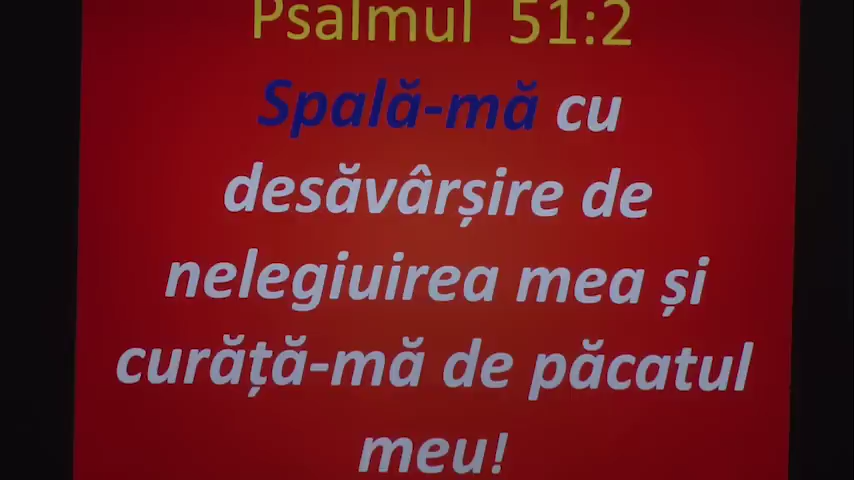 Psalmul 51:2
Spală-mă cu
desăvârșire de
nelegiuirea mea și
curăță-mă de păcatul
meu!